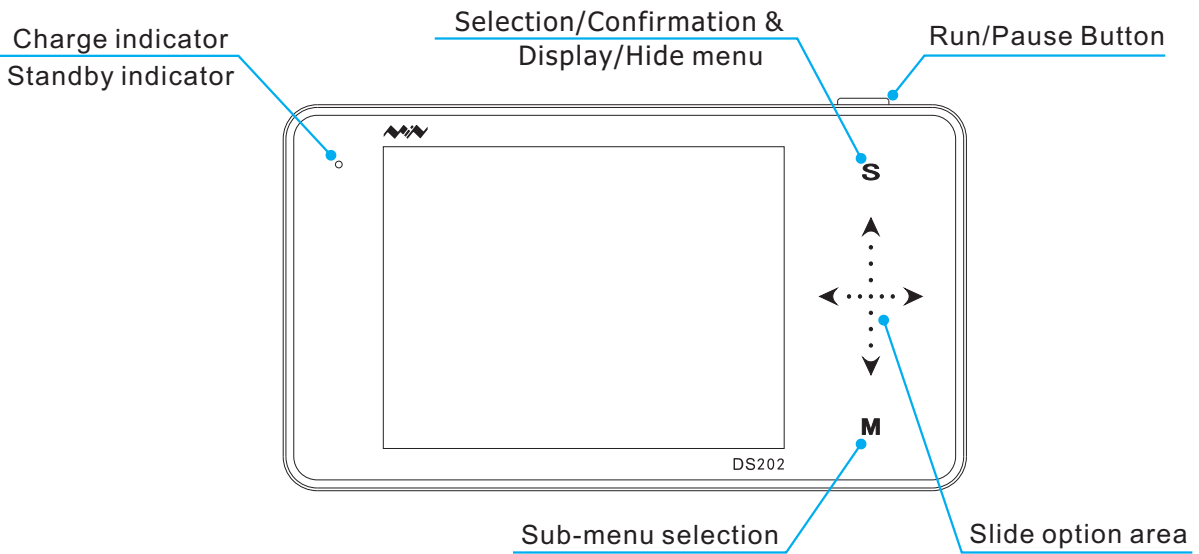 Selection/Confirmation &
Display/Hide menu
Charge indicator
Standby indicator
Run/Pause Button
S
M
DS202
Sub-menu selection
Slide option area